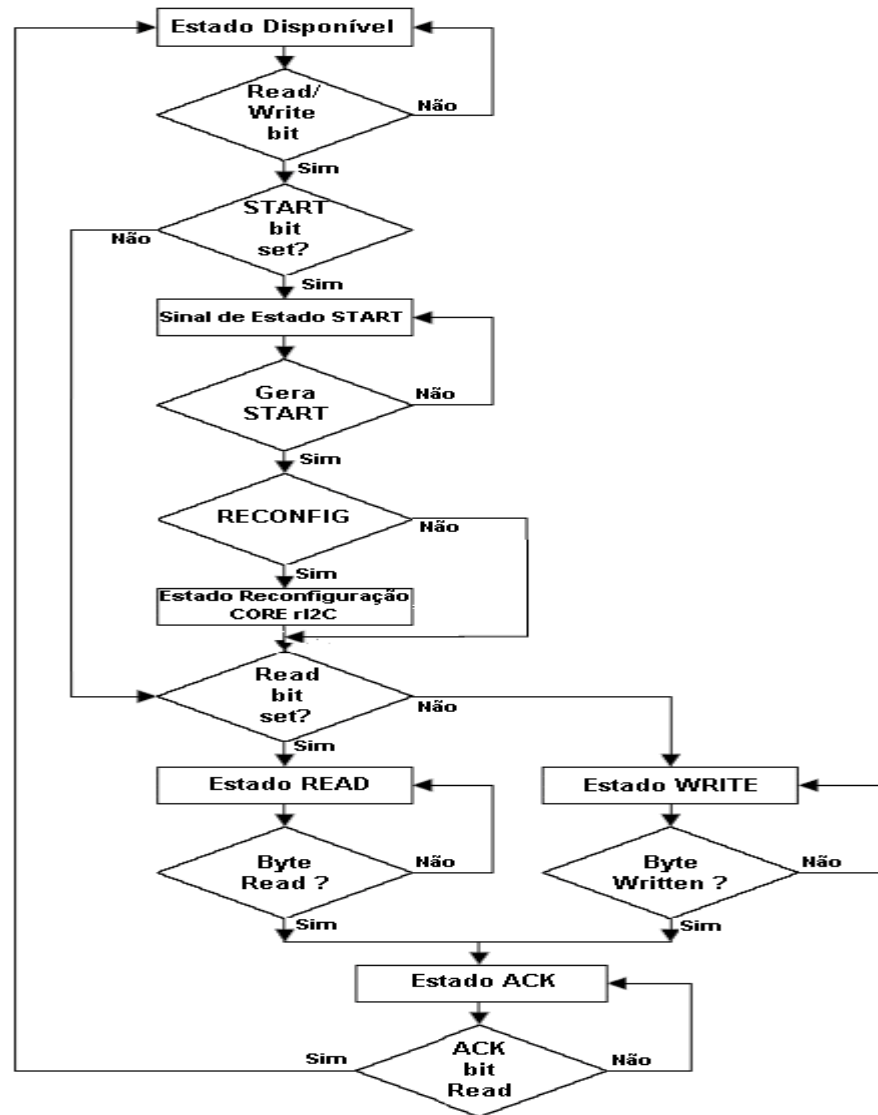 Estado Disponível
Read/
Write
bit
Não
Sim
START
bit
set?
Não
Sim
Sinal de Estado START
Gera
START
Não
Sim
RECONFIG
Não
Sim
Estado Reconfiguração
CORE rI2C
Read
bit
set?
Não
Sim
Estado READ
Estado WRITE
Byte
Read ?
Não
Sim
Byte
Written ?
Não
Sim
Estado ACK
ACK
bit
Read
Sim
Não